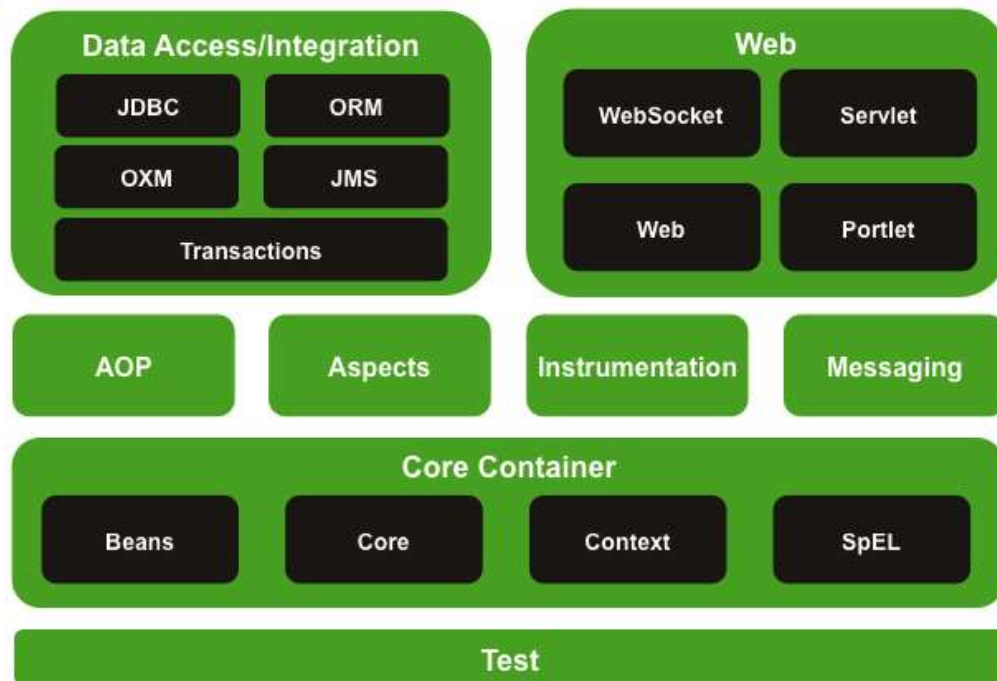 Data Access/Integration
JDBC
ORM
OXM
JMS
Transactions
Web
WebSocket
Servlet
Web
Portlet
AOP
Aspects
Instrumentation
Messaging
Core Container
Beans
Core
Context
SpEL
Test